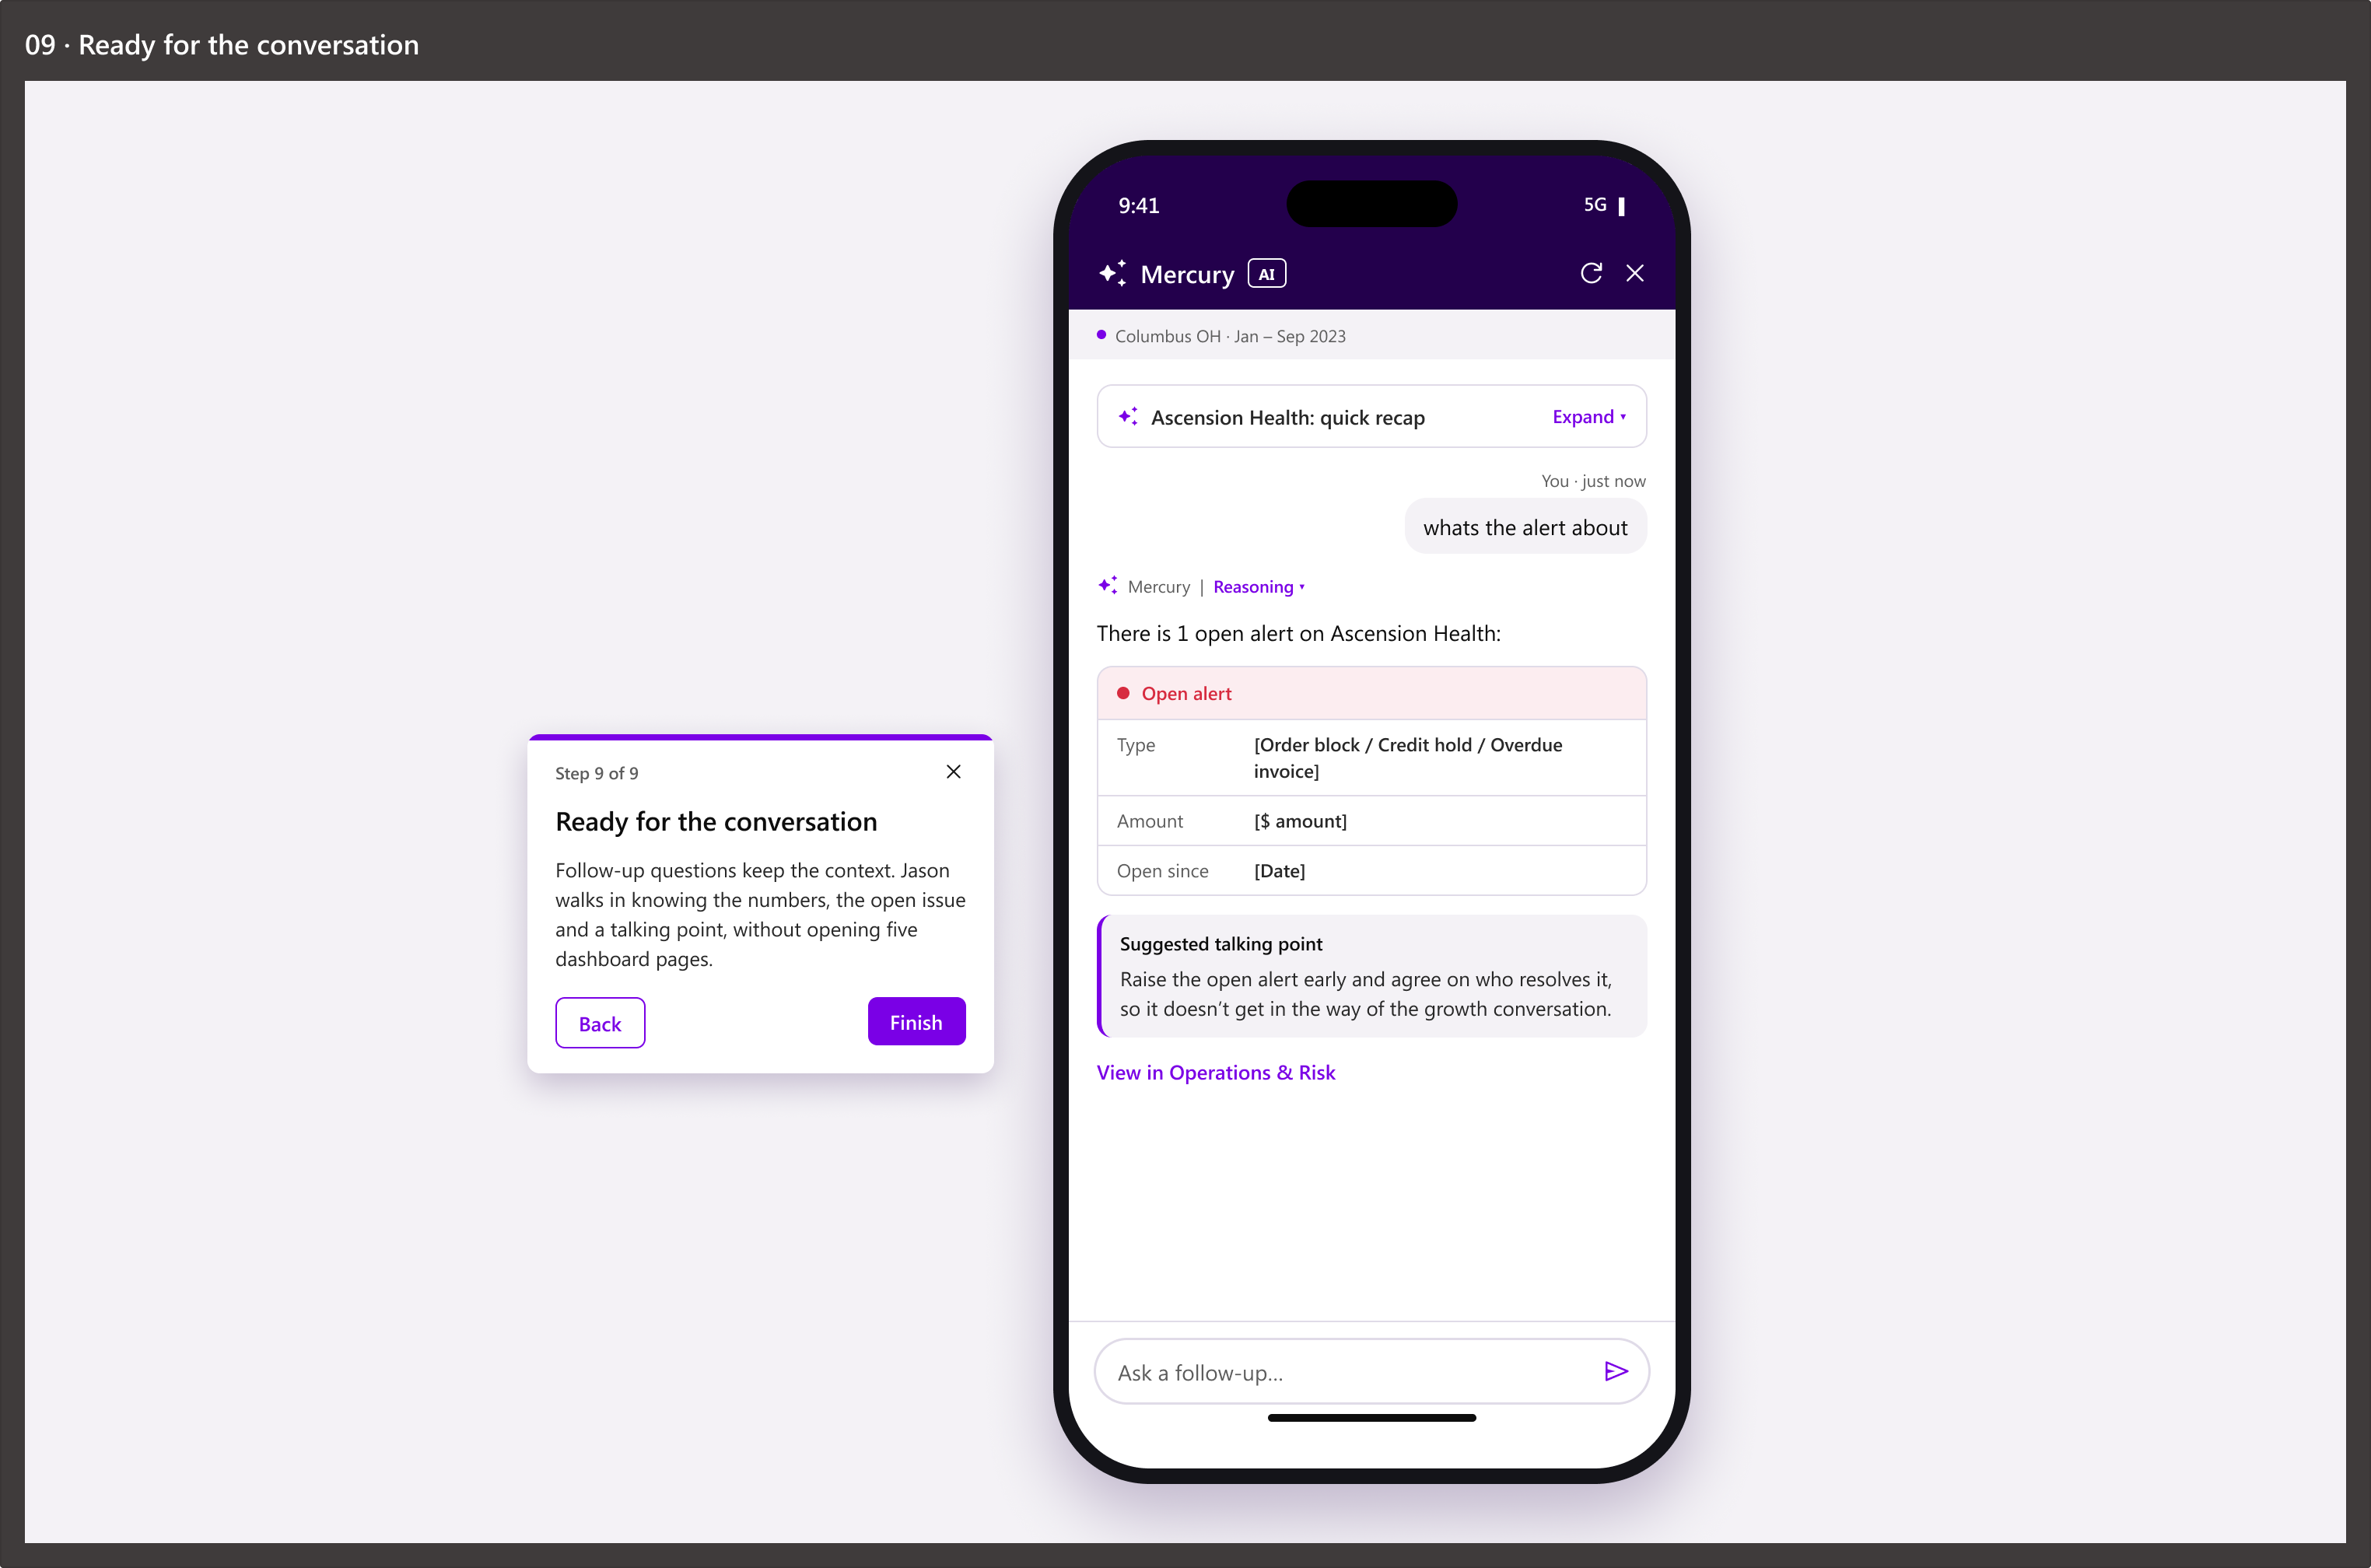 09 · Ready for the conversation
9:41
5G
Mercury
AI
Columbus OH · Jan – Sep 2023
Ascension Health: quick recap
Expand
You · just now
whats the alert about
Mercury | Reasoning
There is 1 open alert on Ascension Health:
Open alert
Type
[Order block / Credit hold / Overdue
invoice]
Amount
[$ amount]
Open since
[Date]
Suggested talking point
Raise the open alert early and agree on who resolves it,
so it doesn’t get in the way of the growth conversation.
View in Operations & Risk
Ask a follow-up...
Step 9 of 9
Ready for the conversation
Follow-up questions keep the context. Jason
walks in knowing the numbers, the open issue
and a talking point, without opening five
dashboard pages.
Back
Finish